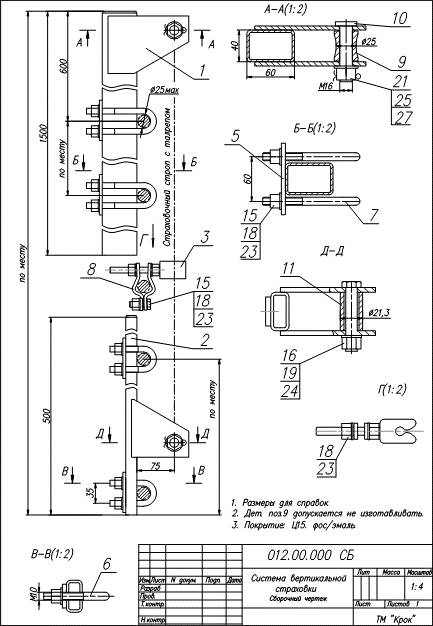 А-А(1:2)
10
А
А
1
600
1500
40
60
ø25
М16
9
21
25
27
ø25мах
по месту
Страховочный строп с талрепом
Б
Б
Б-Б(1:2)
5
60
15
18
23
7
Г
3
8
15
18
23
2
по месту
Д-Д
11
ø21,3
16
19
24
500
Д
Д
В
В
75
35
по месту
Г(1:2)
18
23
1. Размеры для справок.
2. Дет. поз.9 допускается не изготавливать.
3. Покрытие: Ц15. фос/эмаль.
В-В(1:2)
М10
6
012.00.000 СБ
Изм/Лист N докум. Подп. Дата
Разраб
Пров.
Т.контр.
Н.контр
Система вертикальной
страховки
Сборочный чертеж
Лит Масса Масштаб
1:4
Лист Листов 1
ТМ "Крок"